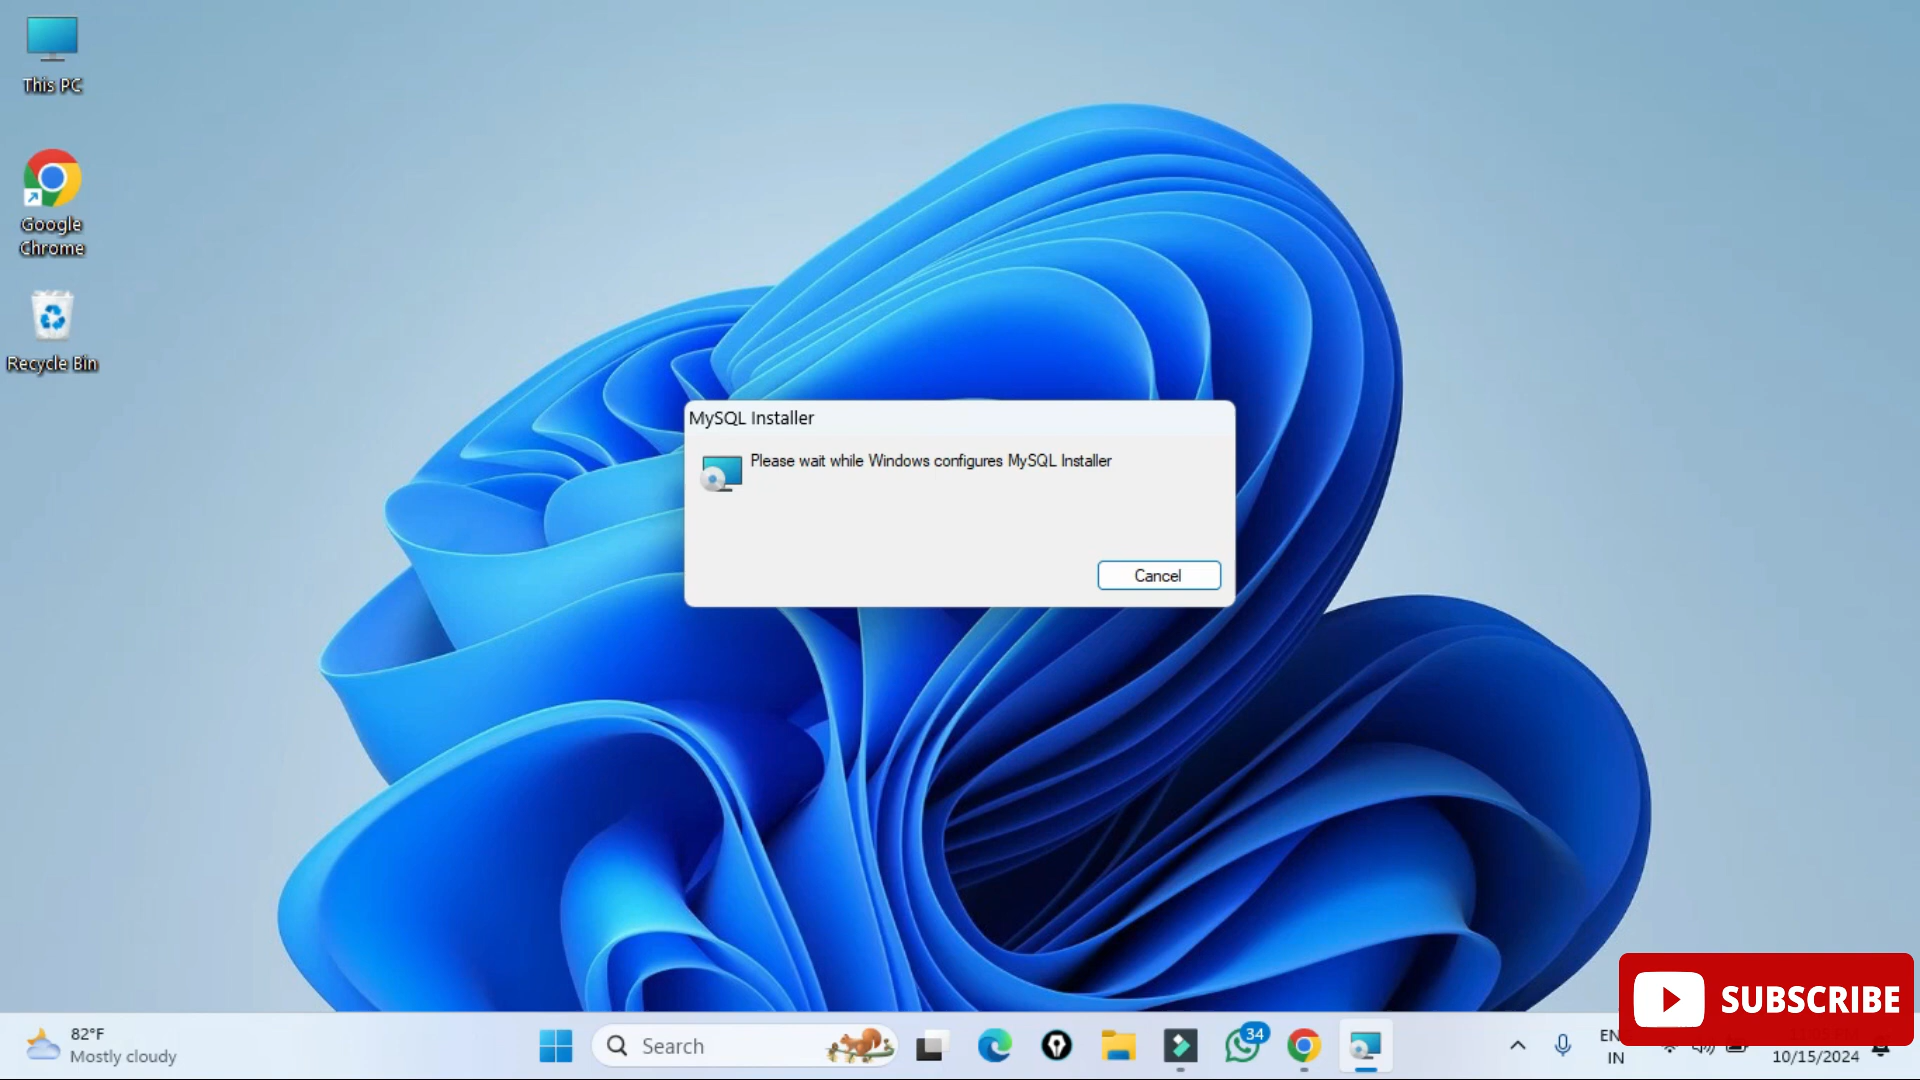 This PC
Google
Chrome
Recycle Bin
MySQL Installer
Please wait while Windows configures MySQL Installer
Cancel
SUBSCRIBE
82°F
Mostly cloudy
Search
34
IN
10/15/2024